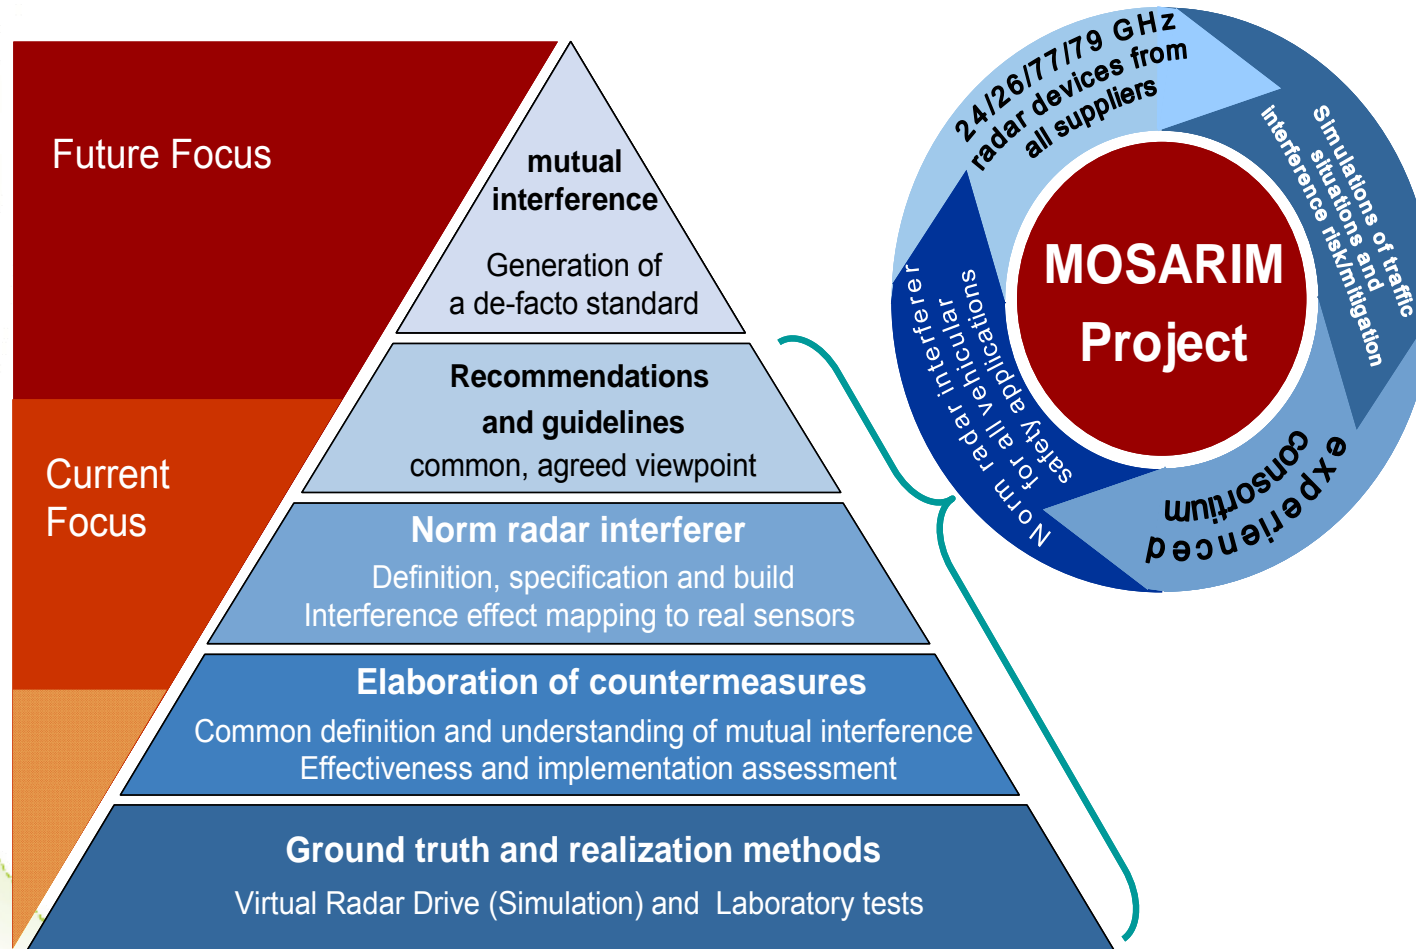 Future Focus
Current
Focus
mutual
interference
Generation of
a de-facto standard
Recommendations
and guidelines
common, agreed viewpoint
Norm radar interferer
Definition, specification and build
Interference effect mapping to real sensors
Elaboration of countermeasures
Common definition and understanding of mutual interference
Effectiveness and implementation assessment
Ground truth and realization methods
Virtual Radar Drive (Simulation) and Laboratory tests
24/26/77/79 GHz
radar devices from
all suppliers
Simulations of traffic
situations and
interference risk/mitigation
experienced
consortium
Norm radar interferer
for all vehicular
safety applications
MOSARIM
Project